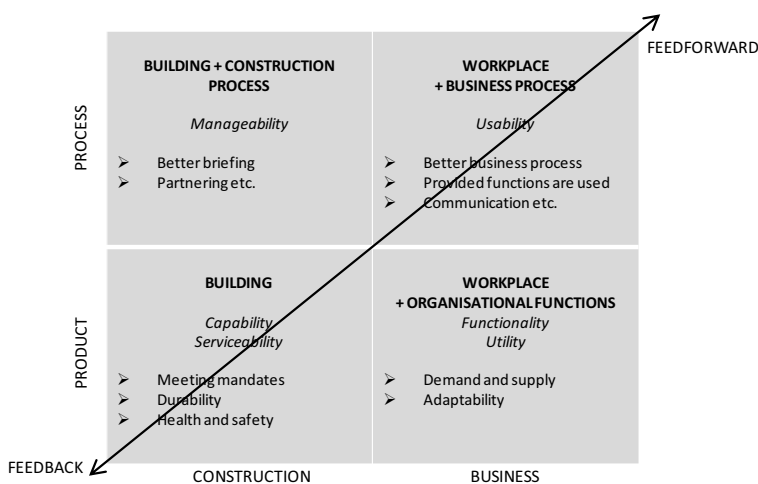 FEEDFORWARD
PROCESS
BUILDING + CONSTRUCTION
PROCESS
Manageability
➢ Better briefing
➢ Partnering etc.
WORKPLACE
+ BUSINESS PROCESS
Usability
➢ Better business process
➢ Provided functions are used
➢ Communication etc.
PRODUCT
BUILDING
Capability
Serviceability
➢ Meeting mandates
➢ Durability
➢ Health and safety
WORKPLACE
+ ORGANISATIONAL FUNCTIONS
Functionality
Utility
➢ Demand and supply
➢ Adaptability
FEEDBACK
CONSTRUCTION
BUSINESS